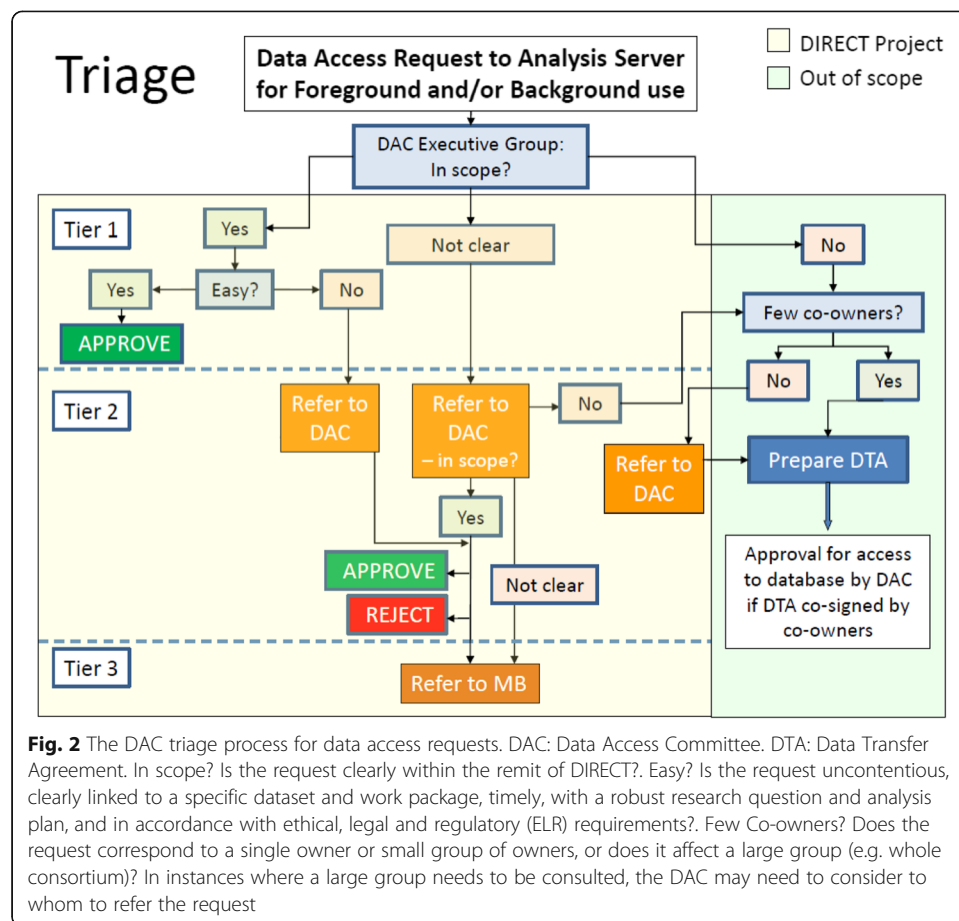 Triage
Data Access Request to Analysis Server
for Foreground and/or Background use
DIRECT Project
Out of scope
DAC Executive Group:
In scope?
Tier 1
Yes
Not clear
No
Yes
Easy?
No
Few co-owners?
APPROVE
No
Yes
Tier 2
Refer to
DAC
Refer to
DAC
– in scope?
No
Refer to
DAC
Prepare DTA
Yes
APPROVE
Not clear
REJECT
Approval for access
to database by DAC
if DTA co-signed by
co-owners
Tier 3
Refer to MB
Fig. 2 The DAC triage process for data access requests. DAC: Data Access Committee. DTA: Data Transfer
Agreement. In scope? Is the request clearly within the remit of DIRECT?. Easy? Is the request uncontentious,
clearly linked to a specific dataset and work package, timely, with a robust research question and analysis
plan, and in accordance with ethical, legal and regulatory (ELR) requirements?. Few Co-owners? Does the
request correspond to a single owner or small group of owners, or does it affect a large group (e.g. whole
consortium)? In instances where a large group needs to be consulted, the DAC may need to consider to
whom to refer the request